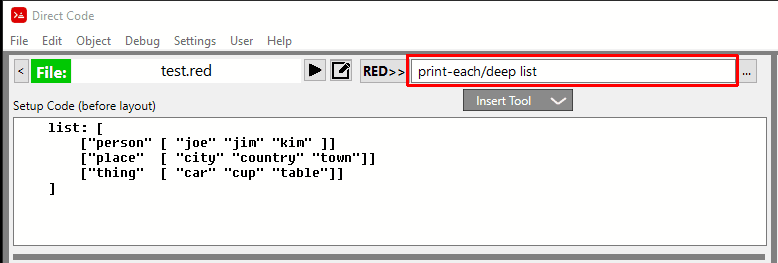 Direct Code
File Edit Object Debug Settings User Help
< File: test.red RED>> print-each/deep list ...
Insert Tool
Setup Code (before layout)
list: [
["person" [ "joe" "jim" "kim" ]]
["place"  [ "city" "country" "town"]]
["thing"  [ "car" "cup" "table"]]
]